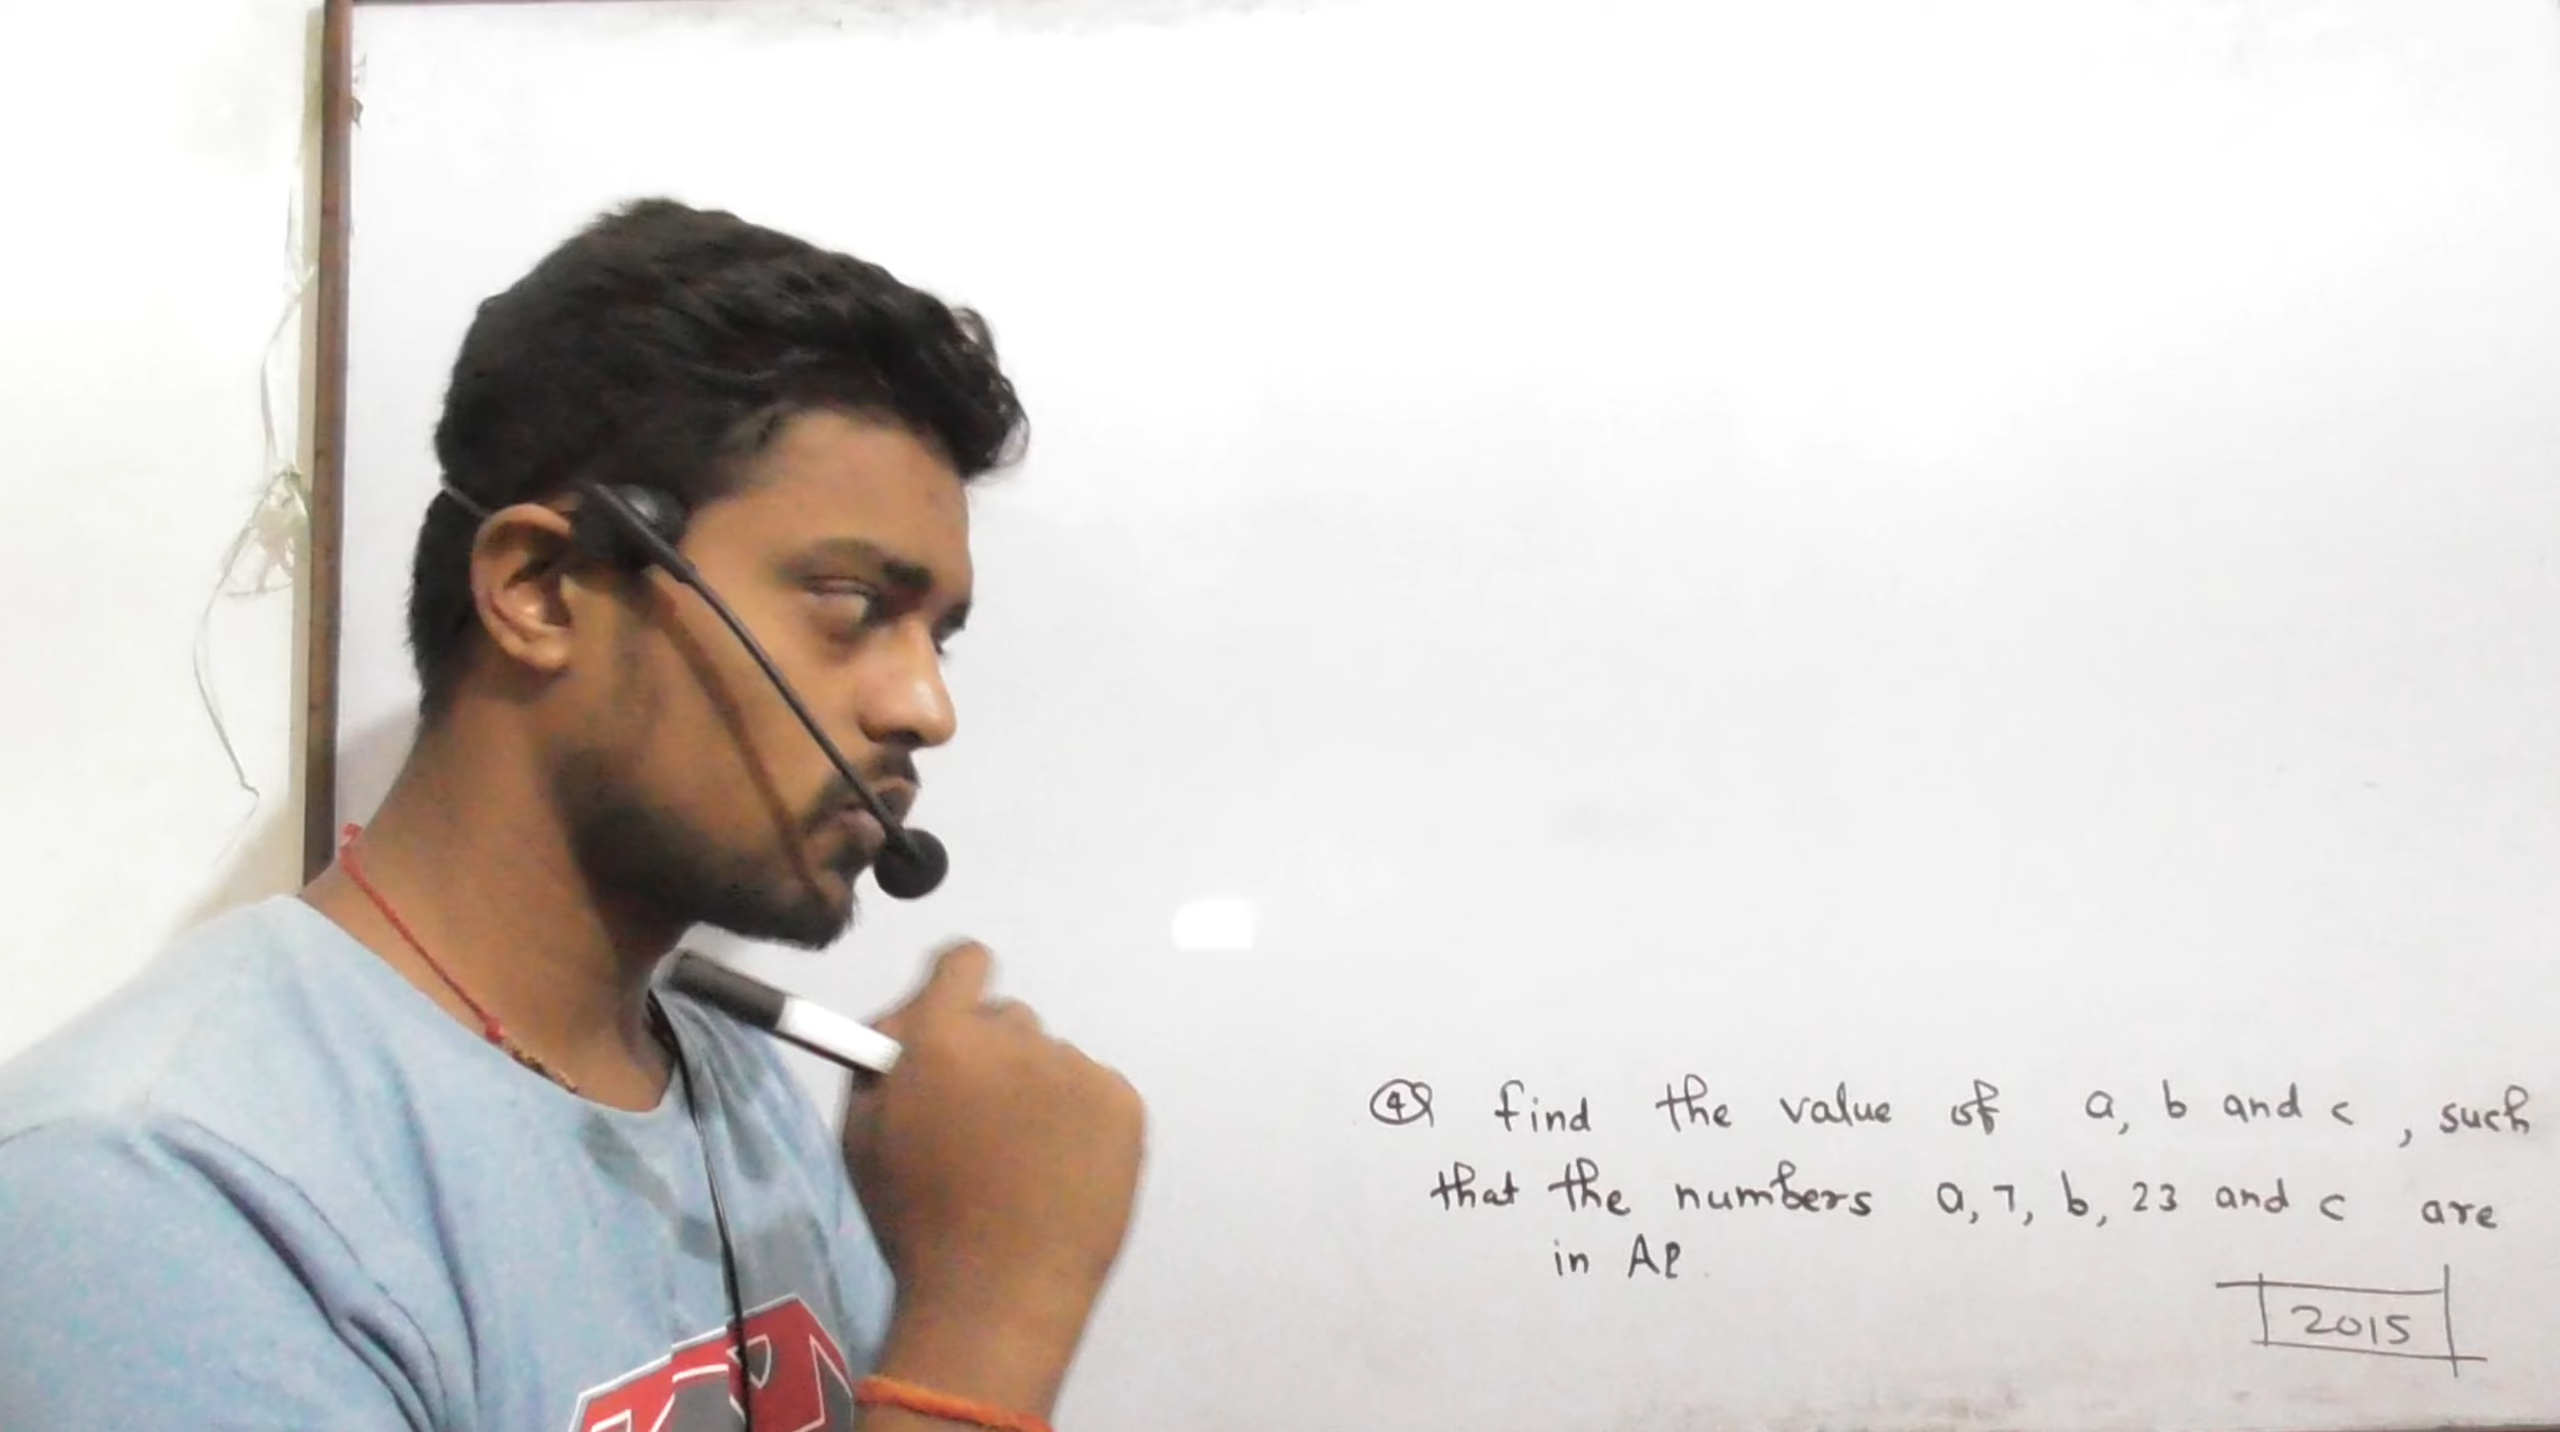 ④Q find the value of a, b and c, such
that the numbers a, 7, b, 23 and c are
in AP
2015